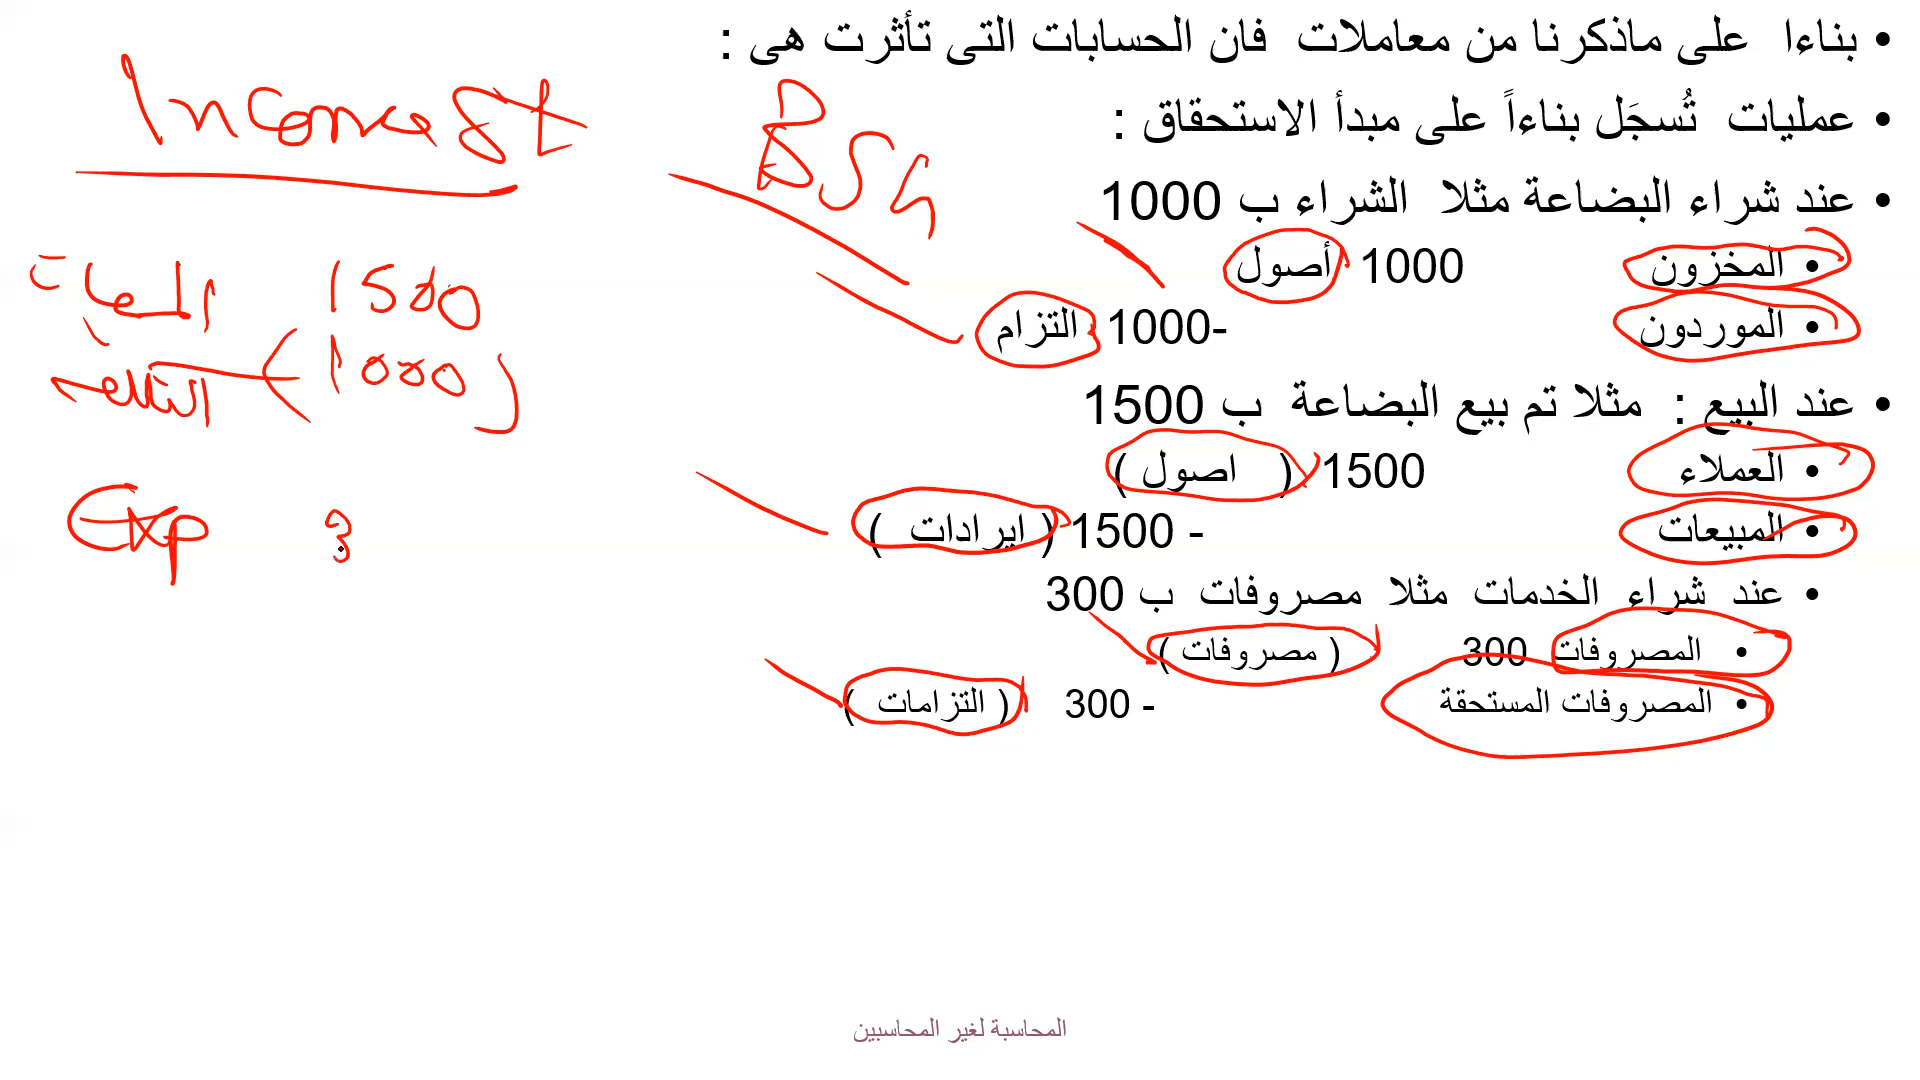 بناءا على ماذكرنا من معاملات فان الحسابات التى تأثرت هى :
عمليات تُسجَل بناءاً على مبدأ الاستحقاق :
عند شراء البضاعة مثلا الشراء ب 1000
المخزون 1000 أصول
الموردون 1000- التزام
عند البيع : مثلا تم بيع البضاعة ب 1500
العملاء 1500 ( اصول )
المبيعات 1500 - ( ايرادات )
عند شراء الخدمات مثلا مصروفات ب 300
المصروفات 300 ( مصروفات )
المصروفات المستحقة 300 - ( التزامات )
Income st
BSh
1500
(1000)
Exp 3
المحاسبة لغير المحاسبين